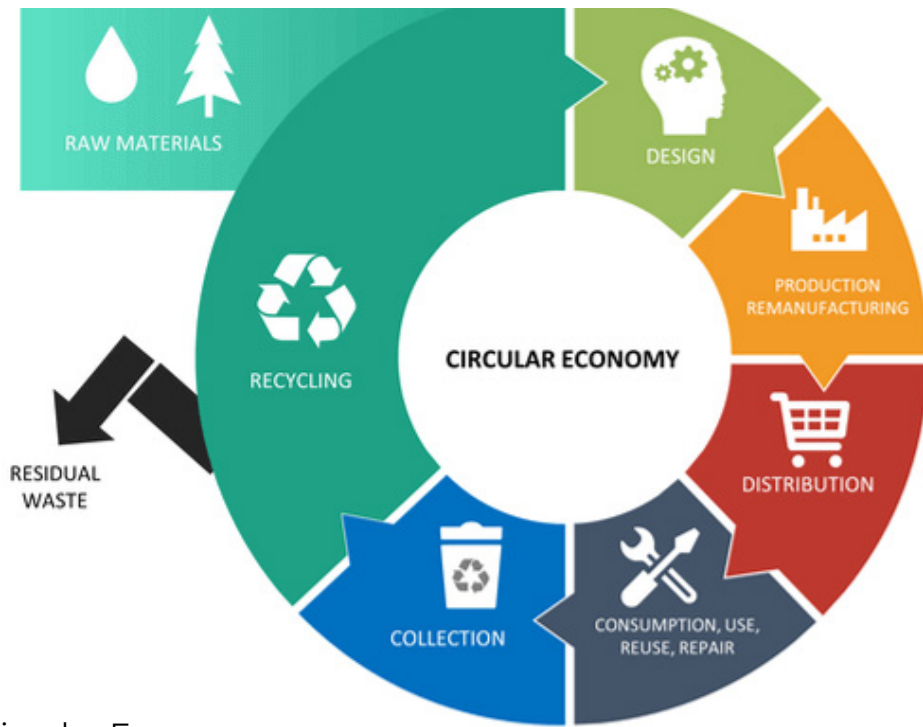 RAW MATERIALS
DESIGN
PRODUCTION
REMANUFACTURING
CIRCULAR ECONOMY
RECYCLING
RESIDUAL
WASTE
DISTRIBUTION
CONSUMPTION, USE,
REUSE, REPAIR
COLLECTION